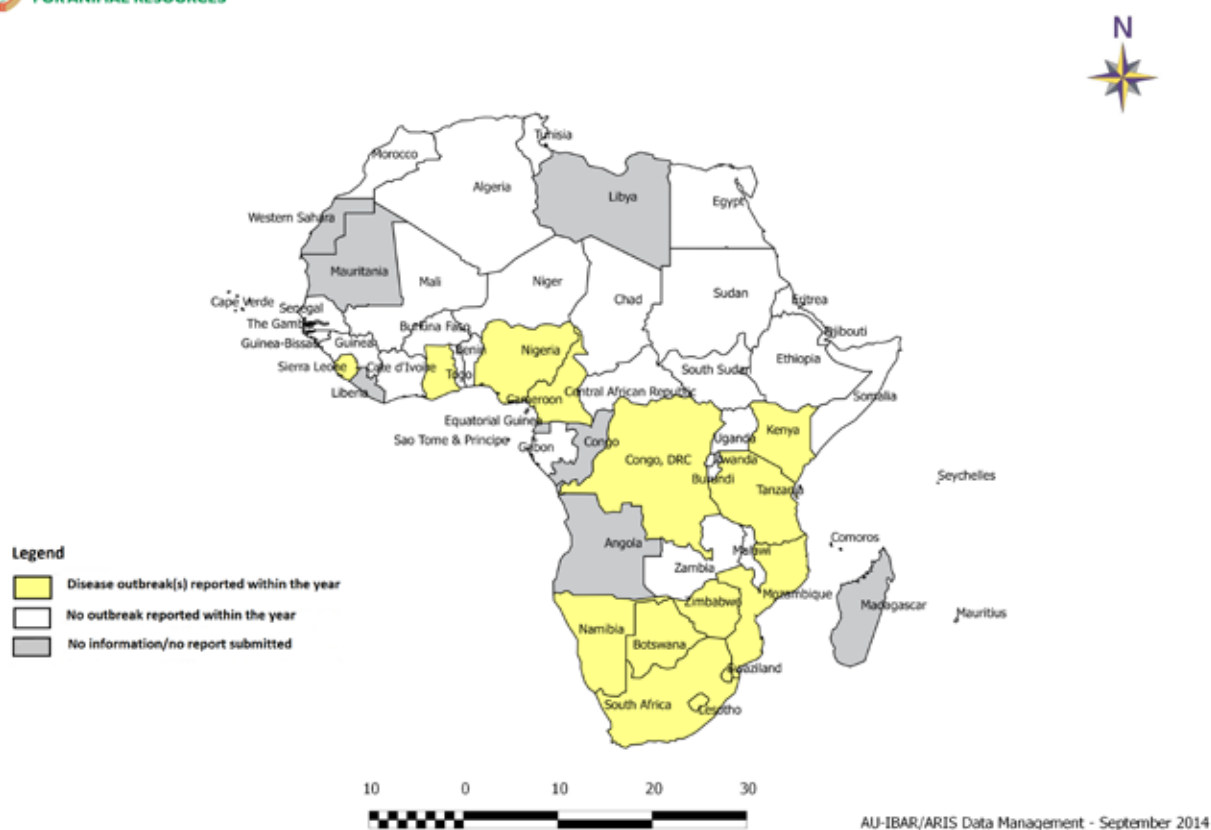 FOR ANIMAL RESOURCES
N
Tunisia
Morocco
Algeria
Libya
Egypt
Western Sahara
Mauritania
Mali
Niger
Chad
Sudan
Eritrea
Cape Verde
Senegal
The Gambia
Burkina Faso
Djibouti
Guinea-Bissau
Guinea
Benin
Nigeria
Ethiopia
Sierra Leone
Cote d'Ivoire
Togo
South Sudan
Liberia
Cameroon
Central African Republic
Somalia
Equatorial Guinea
Sao Tome & Principe
Gabon
Congo
Uganda
Kenya
Congo, DRC
Rwanda
Burundi
Tanzania
Seychelles
Angola
Malawi
Comoros
Zambia
Mozambique
Zimbabwe
Madagascar
Mauritius
Namibia
Botswana
Swaziland
South Africa
Lesotho
Legend
Disease outbreak(s) reported within the year
No outbreak reported within the year
No information/no report submitted
10 0 10 20 30
AU-IBAR/ARIS Data Management - September 2014